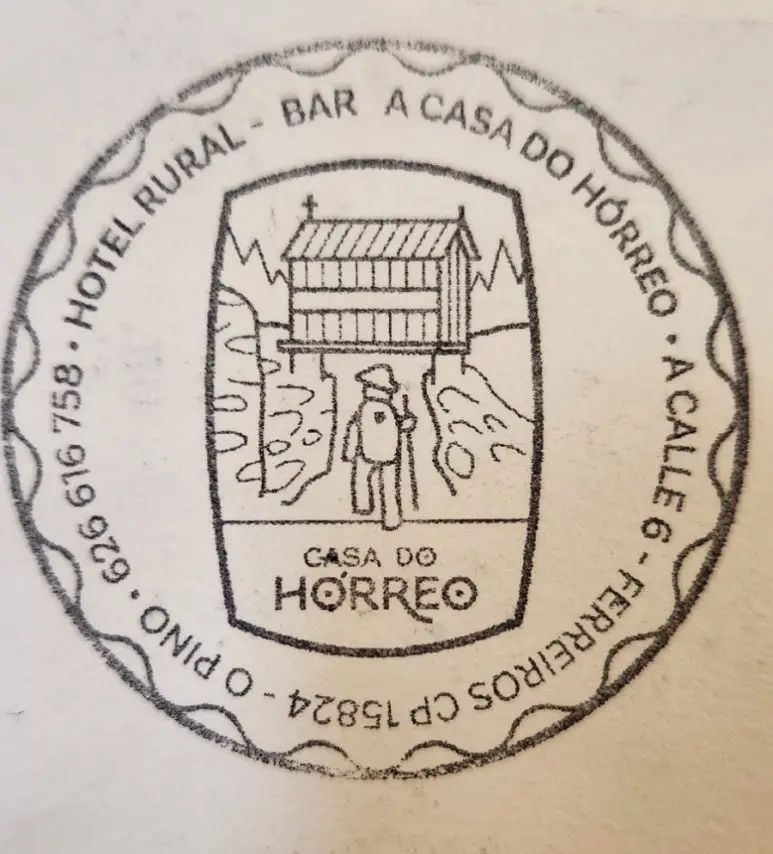 HOTEL RURAL - BAR A CASA DO HÓRREO • A CALLE 6 - FERREIROS CP 15824 - O PINO • 626 616 758 •
CASA DO
HÓRREO